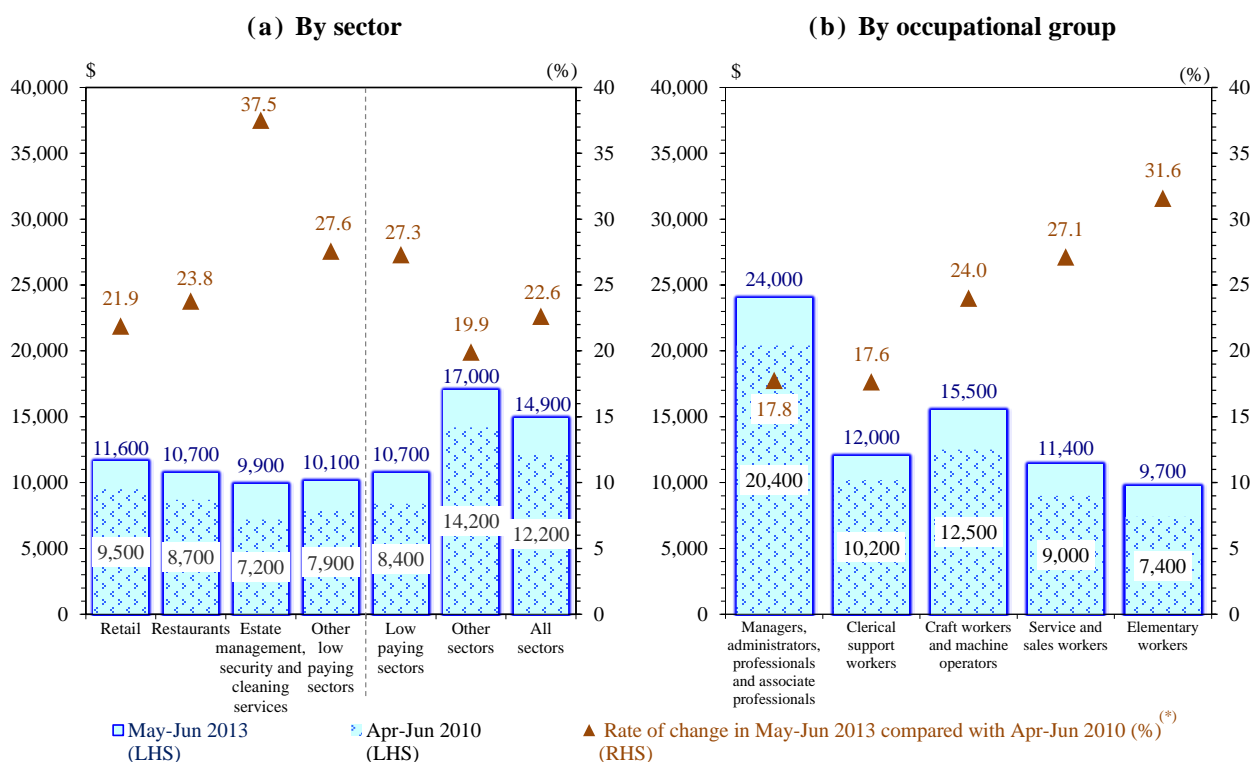 (a) By sector
$
(%)
40,000
35,000
30,000
25,000
20,000
15,000
10,000
5,000
0
40
35
30
25
20
15
10
5
0
21.9
23.8
37.5
27.6
27.3
19.9
22.6
11,600
10,700
9,900
10,100
10,700
17,000
14,900
9,500
8,700
7,200
7,900
8,400
14,200
12,200
Retail
Restaurants
Estate
management,
security and
cleaning
services
Other
low
paying
sectors
Low
paying sectors
Other
sectors
All
sectors
(b) By occupational group
$
(%)
40,000
35,000
30,000
25,000
20,000
15,000
10,000
5,000
0
40
35
30
25
20
15
10
5
0
17.8
17.6
24.0
27.1
31.6
24,000
12,000
15,500
11,400
9,700
20,400
10,200
12,500
9,000
7,400
Managers,
administrators,
professionals
and associate
professionals
Clerical
support
workers
Craft workers
and machine
operators
Service and
sales workers
Elementary
workers
May-Jun 2013
(LHS)
Apr-Jun 2010
(LHS)
Rate of change in May-Jun 2013 compared with Apr-Jun 2010 (%)(*)
(RHS)